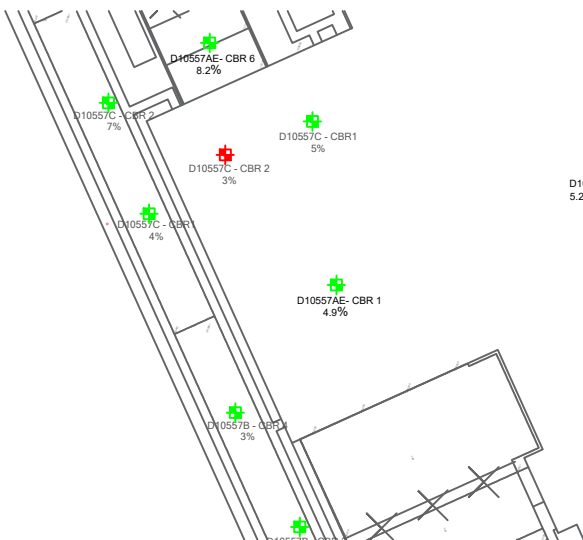 D10557AE- CBR 6
8.2%
D10557C - CBR 2
7%
D10557C - CBR1
5%
D10557C - CBR 2
3%
D10557C - CBR1
4%
D10557AE- CBR 1
4.9%
D10557B - CBR 4
3%